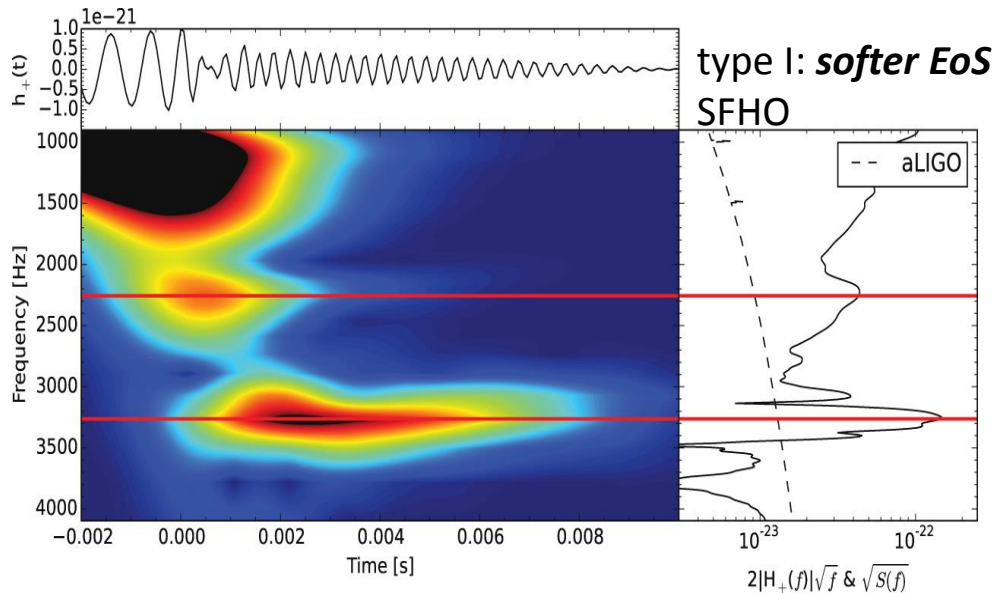 1e−21
1.0
0.5
0.0
−0.5
−1.0
h₊(t)
type I: softer EoS
SFHO
1000
1500
2000
2500
3000
3500
4000
Frequency [Hz]
−0.002 0.000 0.002 0.004 0.006 0.008
Time [s]
aLIGO
10⁻²³ 10⁻²²
2|H₊(f)|√f & √S(f)